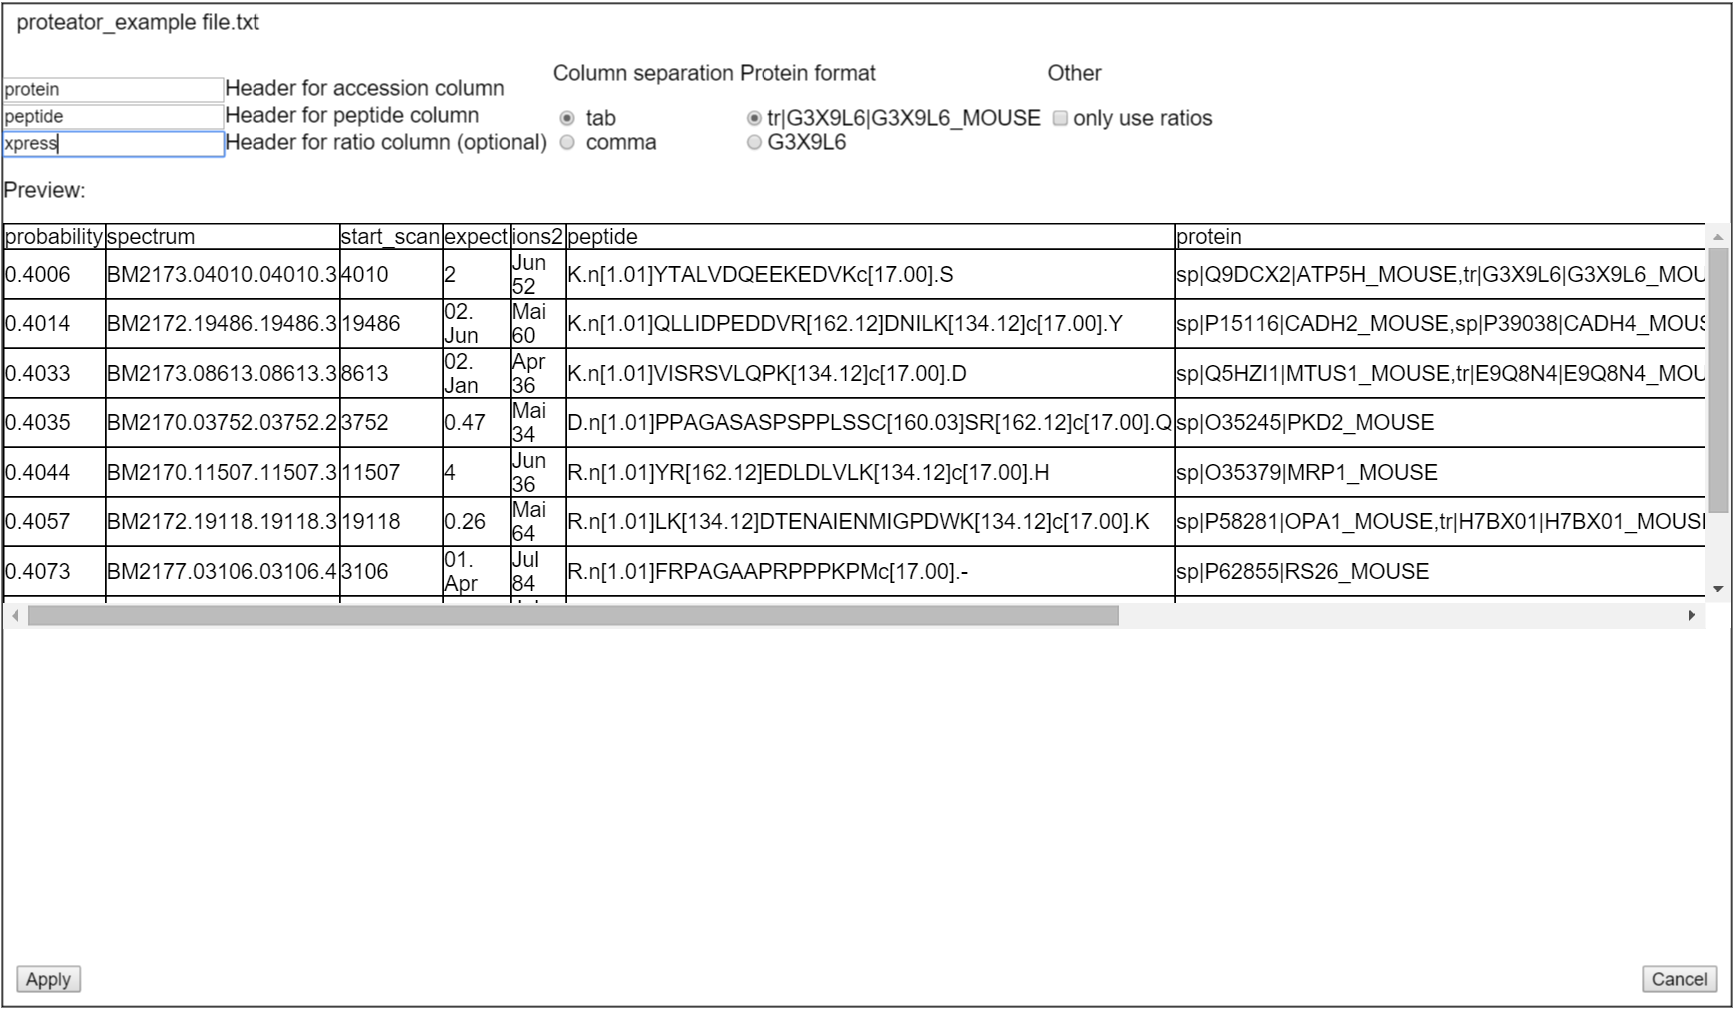 proteator_example file.txt
Column separation Protein format Other
protein Header for accession column
peptide Header for peptide column tab tr|G3X9L6|G3X9L6_MOUSE only use ratios
xpress Header for ratio column (optional) comma G3X9L6
Preview:
probability spectrum start_scan expect ions2 peptide protein
0.4006 BM2173.04010.04010.3 4010 2 Jun 52 K.n[1.01]YTALVDQEEKEDVKc[17.00].S sp|Q9DCX2|ATP5H_MOUSE,tr|G3X9L6|G3X9L6_MOU
0.4014 BM2172.19486.19486.3 19486 02. Jun Mai 60 K.n[1.01]QLLIDPEDDVR[162.12]DNILK[134.12]c[17.00].Y sp|P15116|CADH2_MOUSE,sp|P39038|CADH4_MOUS
0.4033 BM2173.08613.08613.3 8613 02. Jan Apr 36 K.n[1.01]VISRSVLQPK[134.12]c[17.00].D sp|Q5HZI1|MTUS1_MOUSE,tr|E9Q8N4|E9Q8N4_MOU
0.4035 BM2170.03752.03752.2 3752 0.47 Mai 34 D.n[1.01]PPAGASASPSPPLSSC[160.03]SR[162.12]c[17.00].Q sp|O35245|PKD2_MOUSE
0.4044 BM2170.11507.11507.3 11507 4 Jun 36 R.n[1.01]YR[162.12]EDLDLVLK[134.12]c[17.00].H sp|O35379|MRP1_MOUSE
0.4057 BM2172.19118.19118.3 19118 0.26 Mai 64 R.n[1.01]LK[134.12]DTENAIENMIGPDWK[134.12]c[17.00].K sp|P58281|OPA1_MOUSE,tr|H7BX01|H7BX01_MOUS
0.4073 BM2177.03106.03106.4 3106 01. Apr Jul 84 R.n[1.01]FRPAGAAPRPPPKPMc[17.00].- sp|P62855|RS26_MOUSE
Apply Cancel